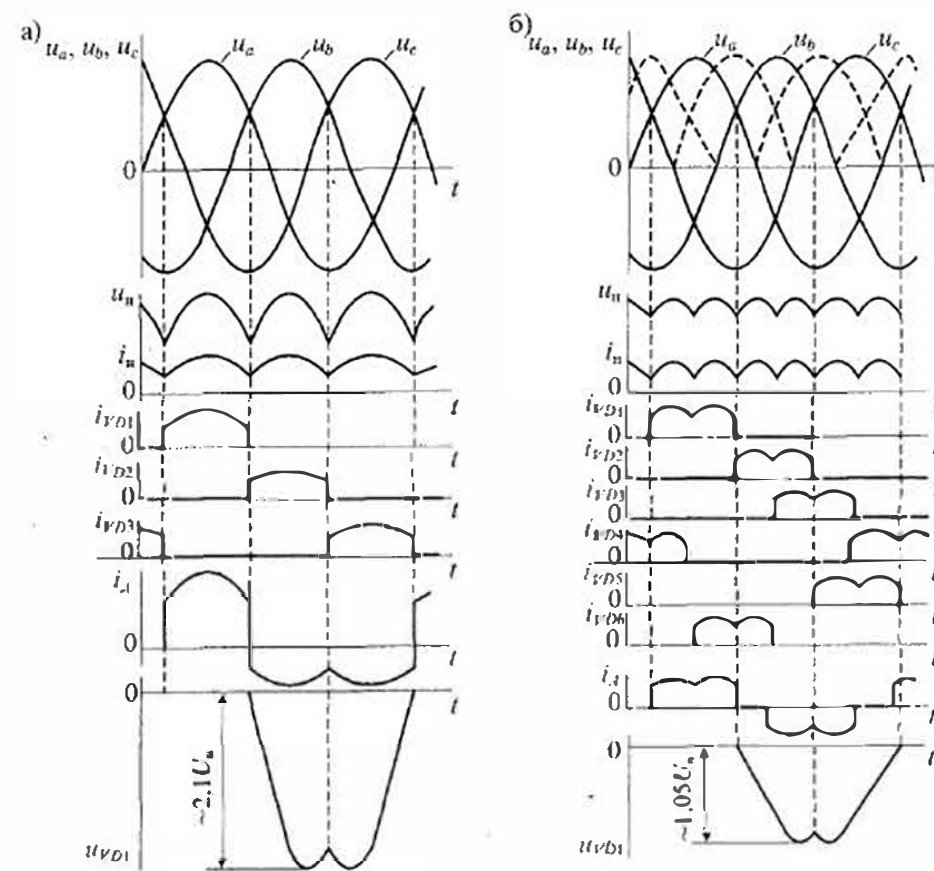 а)
u_a, u_b, u_c
u_a
u_b
u_c
0
t
u_н
i_н
0
t
i_VD1
0
t
i_VD2
0
t
i_VD3
0
t
i_A
0
t
0
t
≈2,1U_н
u_VD1
б)
u_a, u_b, u_c
u_a
u_b
u_c
0
t
u_н
i_н
0
t
i_VD1
0
t
i_VD2
0
i_VD3
0
i_VD4
0
t
i_VD5
0
t
i_VD6
0
t
i_A
0
t
0
t
≈1,05U_н
u_VD1